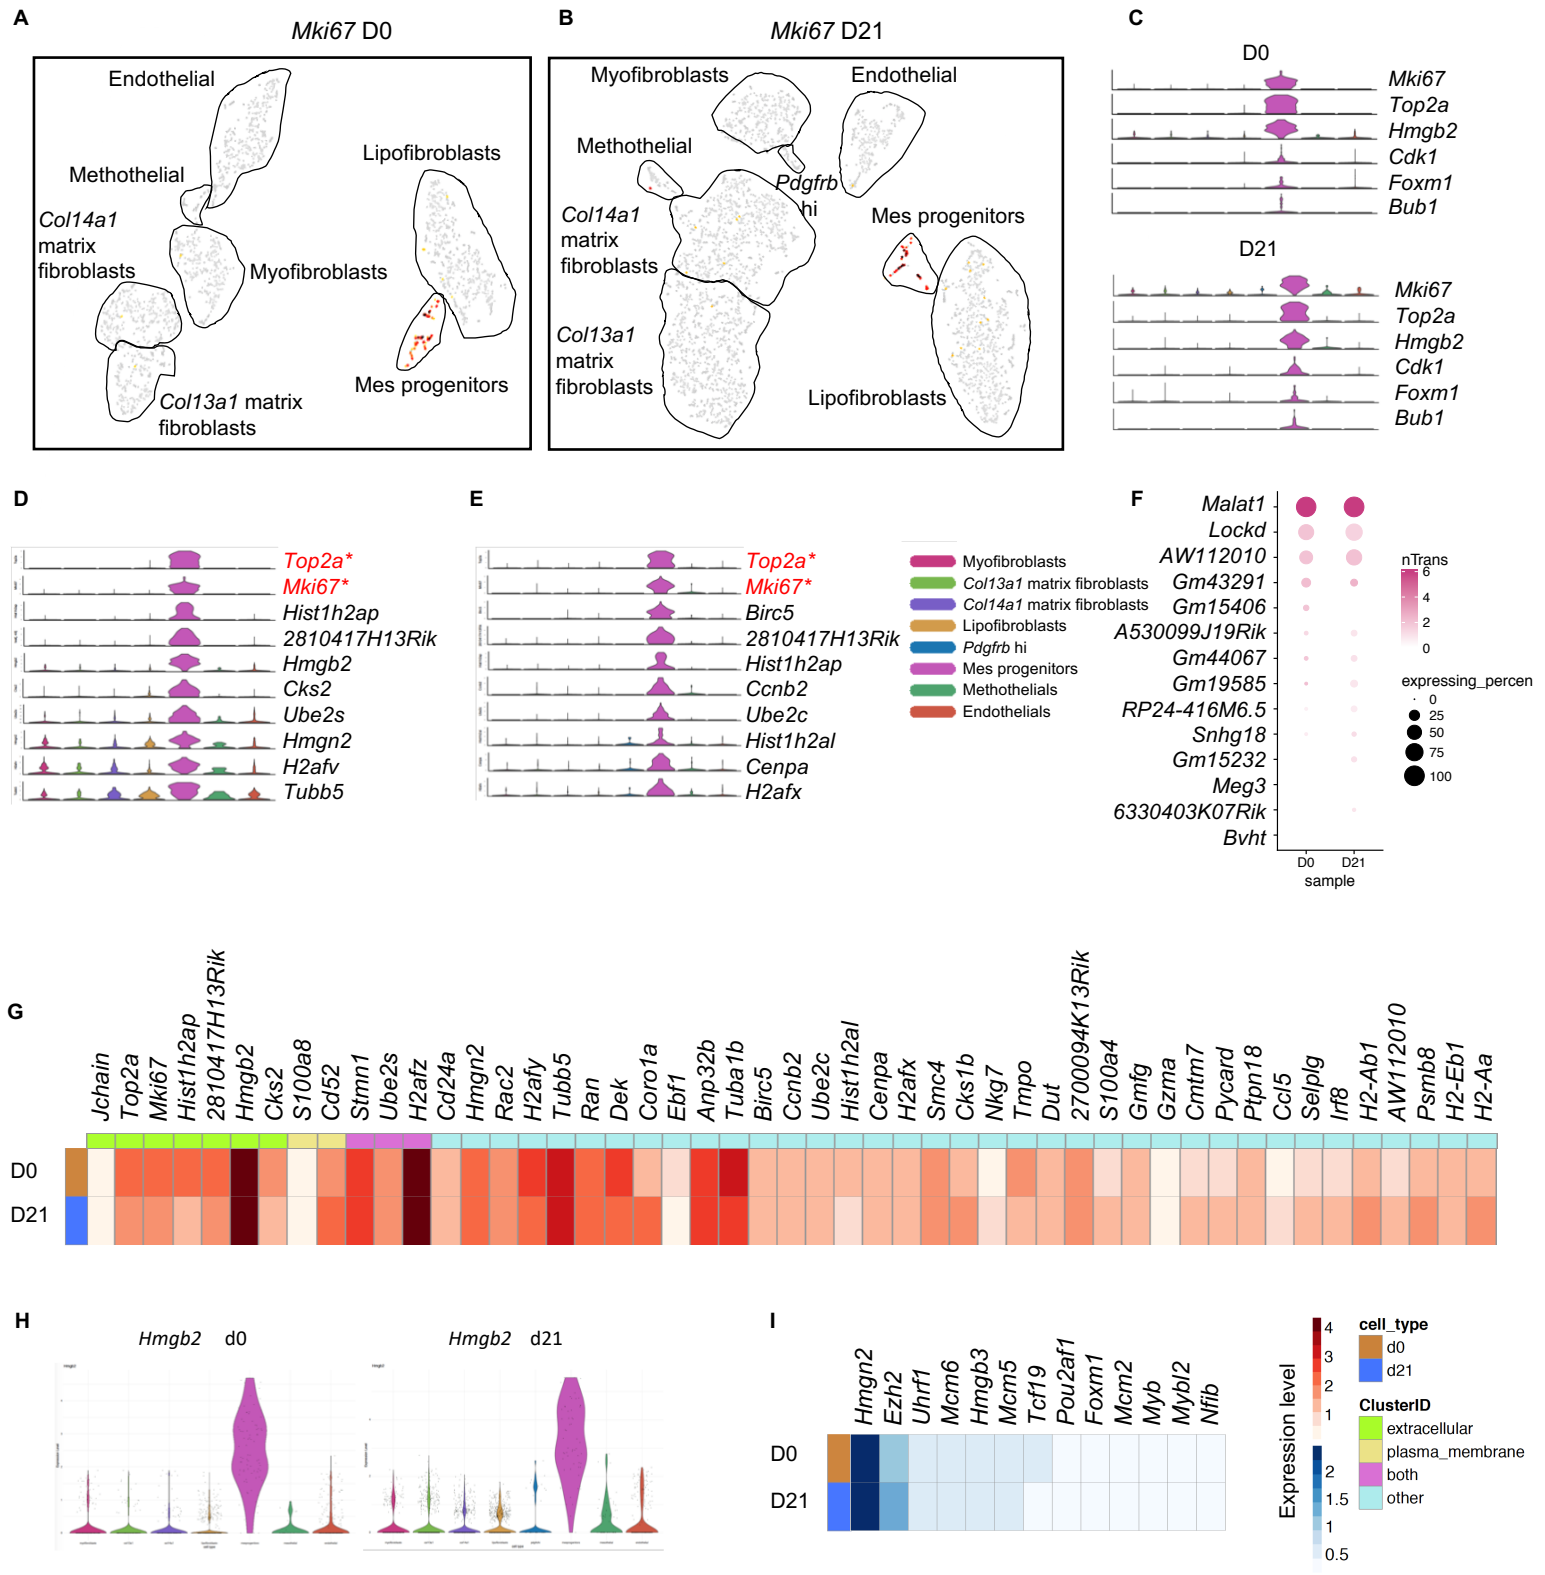 A
Mki67 D0
Endothelial
Methothelial
Lipofibroblasts
Col14a1
matrix
fibroblasts
Myofibroblasts
Mes progenitors
Col13a1 matrix
fibroblasts
B
Mki67 D21
Myofibroblasts
Endothelial
Methothelial
Pdgfrb
hi
Col14a1
matrix
fibroblasts
Mes progenitors
Col13a1
matrix
fibroblasts
Lipofibroblasts
C
D0
Mki67
Top2a
Hmgb2
Cdk1
Foxm1
Bub1
D21
Mki67
Top2a
Hmgb2
Cdk1
Foxm1
Bub1
D
Top2a*
Mki67*
Hist1h2ap
2810417H13Rik
Hmgb2
Cks2
Ube2s
Hmgn2
H2afv
Tubb5
E
Top2a*
Mki67*
Birc5
2810417H13Rik
Hist1h2ap
Ccnb2
Ube2c
Hist1h2al
Cenpa
H2afx
Myofibroblasts
Col13a1 matrix fibroblasts
Col14a1 matrix fibroblasts
Lipofibroblasts
Pdgfrb hi
Mes progenitors
Methothelials
Endothelials
F
Malat1
Lockd
AW112010
Gm43291
Gm15406
A530099J19Rik
Gm44067
Gm19585
RP24-416M6.5
Snhg18
Gm15232
Meg3
6330403K07Rik
Bvht
D0 D21
sample
nTrans
6
4
2
0
expressing_percen
0
25
50
75
100
G
Jchain
Top2a
Mki67
Hist1h2ap
2810417H13Rik
Hmgb2
Cks2
S100a8
Cd52
Stmn1
Ube2s
H2afz
Cd24a
Hmgn2
Rac2
H2afy
Tubb5
Ran
Dek
Coro1a
Ebf1
Anp32b
Tuba1b
Birc5
Ccnb2
Ube2c
Hist1h2al
Cenpa
H2afx
Smc4
Cks1b
Nkg7
Tmpo
Dut
2700094K13Rik
S100a4
Gmfg
Gzma
Cmtm7
Pycard
Ptpn18
Ccl5
Selplg
Irf8
H2-Ab1
AW112010
Psmb8
H2-Eb1
H2-Aa
D0
D21
H
Hmgb2 d0
Hmgb2 d21
I
Hmgn2
Ezh2
Uhrf1
Mcm6
Hmgb3
Mcm5
Tcf19
Pou2af1
Foxm1
Mcm2
Myb
Mybl2
Nfib
D0
D21
Expression level
4
3
2
1
2
1.5
1
0.5
cell_type
d0
d21
ClusterID
extracellular
plasma_membrane
both
other